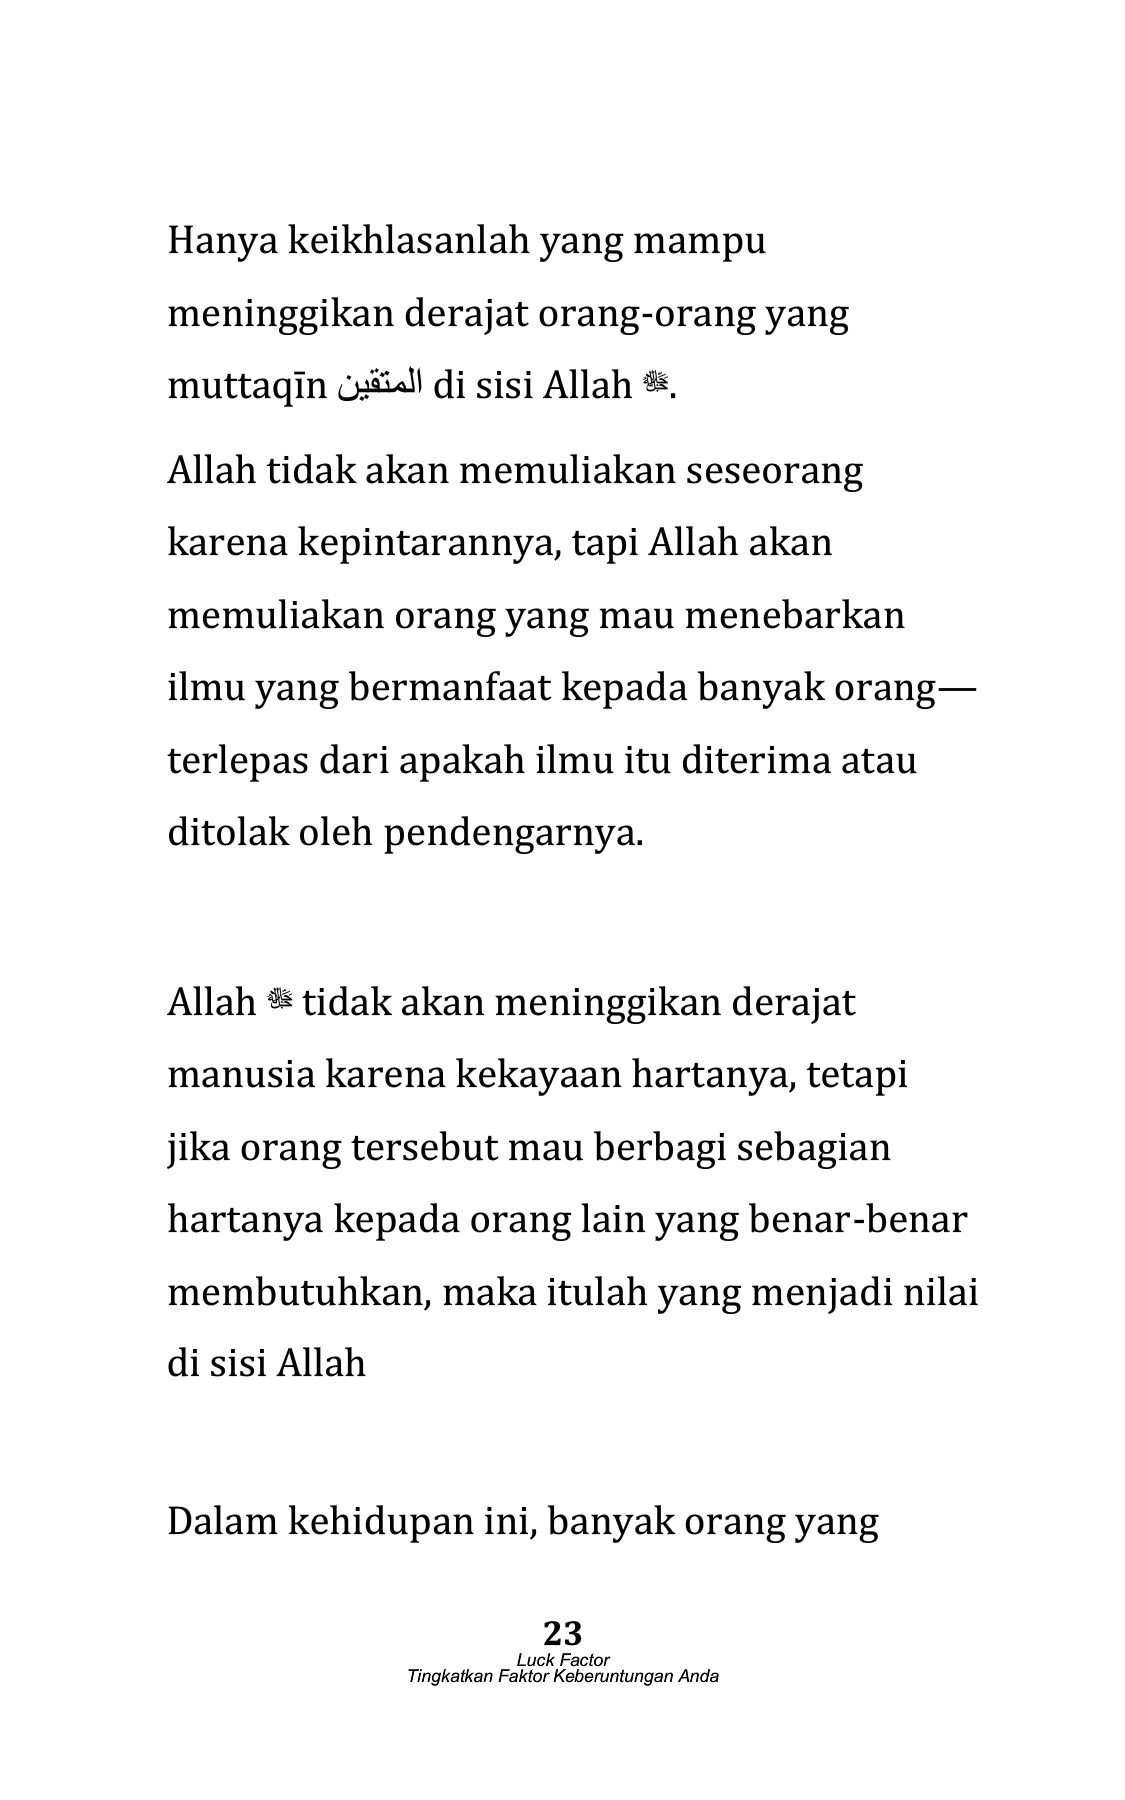 Hanya keikhlasanlah yang mampu
meninggikan derajat orang-orang yang
muttaqīn المتقين di sisi Allah ﷻ.
Allah tidak akan memuliakan seseorang
karena kepintarannya, tapi Allah akan
memuliakan orang yang mau menebarkan
ilmu yang bermanfaat kepada banyak orang—
terlepas dari apakah ilmu itu diterima atau
ditolak oleh pendengarnya.
Allah ﷻ tidak akan meninggikan derajat
manusia karena kekayaan hartanya, tetapi
jika orang tersebut mau berbagi sebagian
hartanya kepada orang lain yang benar-benar
membutuhkan, maka itulah yang menjadi nilai
di sisi Allah
Dalam kehidupan ini, banyak orang yang
23
Luck Factor
Tingkatkan Faktor Keberuntungan Anda